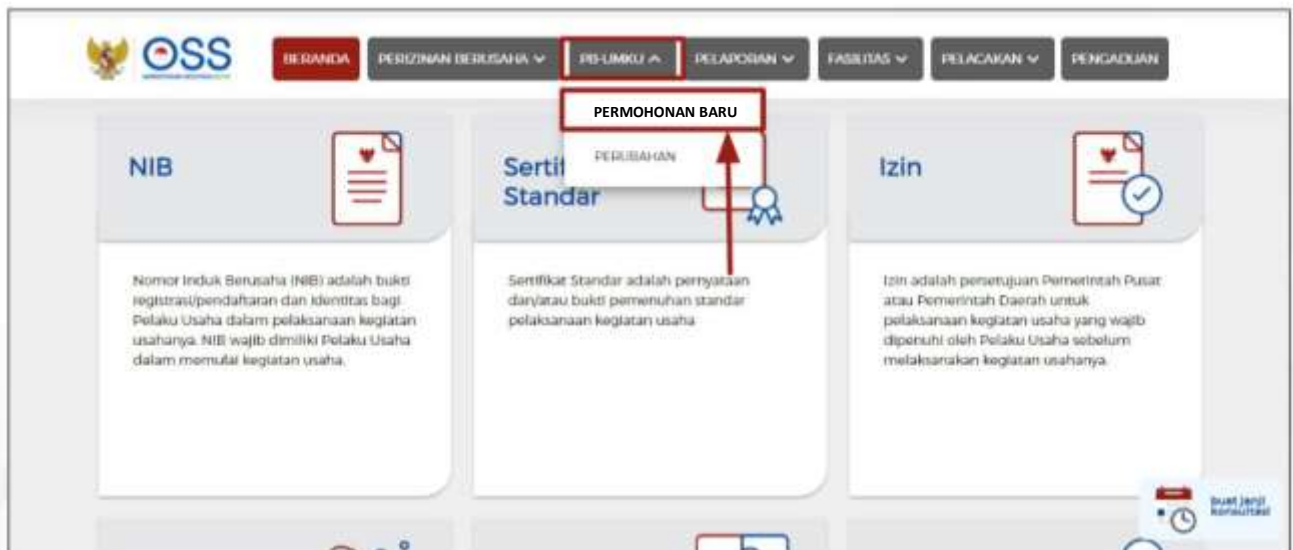 OSS
BERANDA
PERIZINAN BERUSAHA
PB-UMKU
PELAPORAN
FASILITAS
PELACAKAN
PENGADUAN
PERMOHONAN BARU
PERUBAHAN
NIB
Sertif
Standar
Izin
Nomor Induk Berusaha (NIB) adalah bukti
registrasi/pendaftaran dan identitas bagi
Pelaku Usaha dalam pelaksanaan kegiatan
usahanya. NIB wajib dimiliki Pelaku Usaha
dalam memulai kegiatan usaha.
Sertifikat Standar adalah pernyataan
dan/atau bukti pemenuhan standar
pelaksanaan kegiatan usaha
Izin adalah persetujuan Pemerintah Pusat
atau Pemerintah Daerah untuk
pelaksanaan kegiatan usaha yang wajib
dipenuhi oleh Pelaku Usaha sebelum
melaksanakan kegiatan usahanya.
buat janji
konsultasi